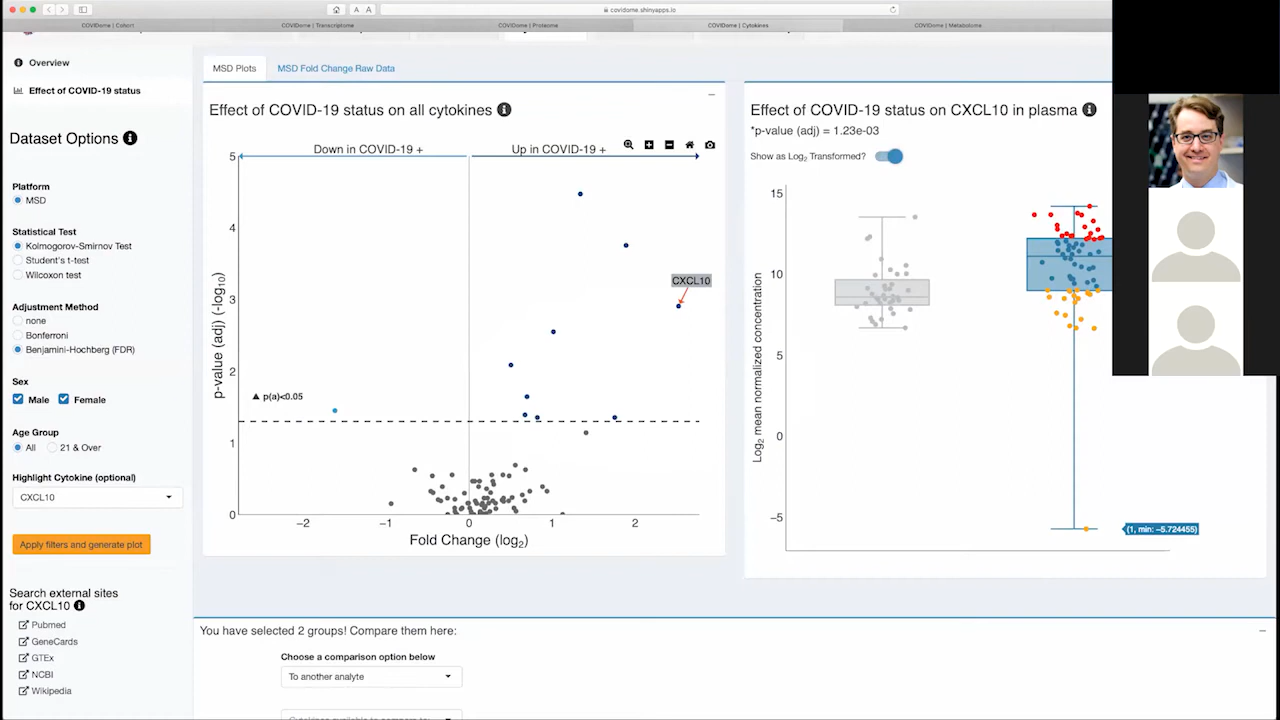 A A
covidome.shinyapps.io
COVIDome | Cohort
COVIDome | Transcriptome
COVIDome | Proteome
COVIDome | Cytokines
COVIDome | Metabolome
Overview
Effect of COVID-19 status
Dataset Options
Platform
MSD
Statistical Test
Kolmogorov-Smirnov Test
Student's t-test
Wilcoxon test
Adjustment Method
none
Bonferroni
Benjamini-Hochberg (FDR)
Sex
Male
Female
Age Group
All
21 & Over
Highlight Cytokine (optional)
CXCL10
Apply filters and generate plot
Search external sites
for CXCL10
Pubmed
GeneCards
GTEx
NCBI
Wikipedia
MSD Plots
MSD Fold Change Raw Data
Effect of COVID-19 status on all cytokines
Down in COVID-19 +
Up in COVID-19 +
5
4
3
2
1
0
p-value (adj) (-log10)
CXCL10
▲ p(a)<0.05
−2
−1
0
1
2
Fold Change (log2)
Effect of COVID-19 status on CXCL10 in plasma
*p-value (adj) = 1.23e-03
Show as Log2 Transformed?
15
10
5
0
−5
Log2 mean normalized concentration
(1, min: −5.724455)
You have selected 2 groups! Compare them here:
Choose a comparison option below
To another analyte